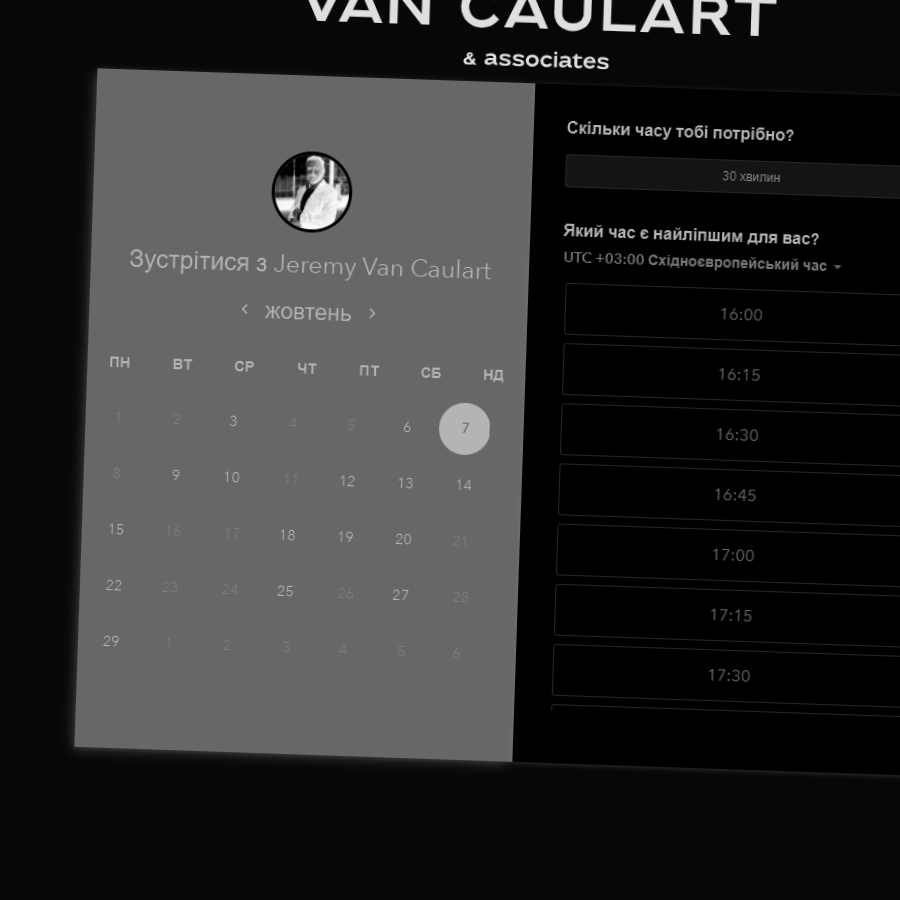 VAN CAULART
& associates
Зустрітися з Jeremy Van Caulart
жовтень
ПН ВТ СР ЧТ ПТ СБ НД
1 2 3 4 5 6 7
8 9 10 11 12 13 14
15 16 17 18 19 20 21
22 23 24 25 26 27 28
29 1 2 3 4 5 6
Скільки часу тобі потрібно?
30 хвилин
Який час є найліпшим для вас?
UTC +03:00 Східноєвропейський час
16:00
16:15
16:30
16:45
17:00
17:15
17:30